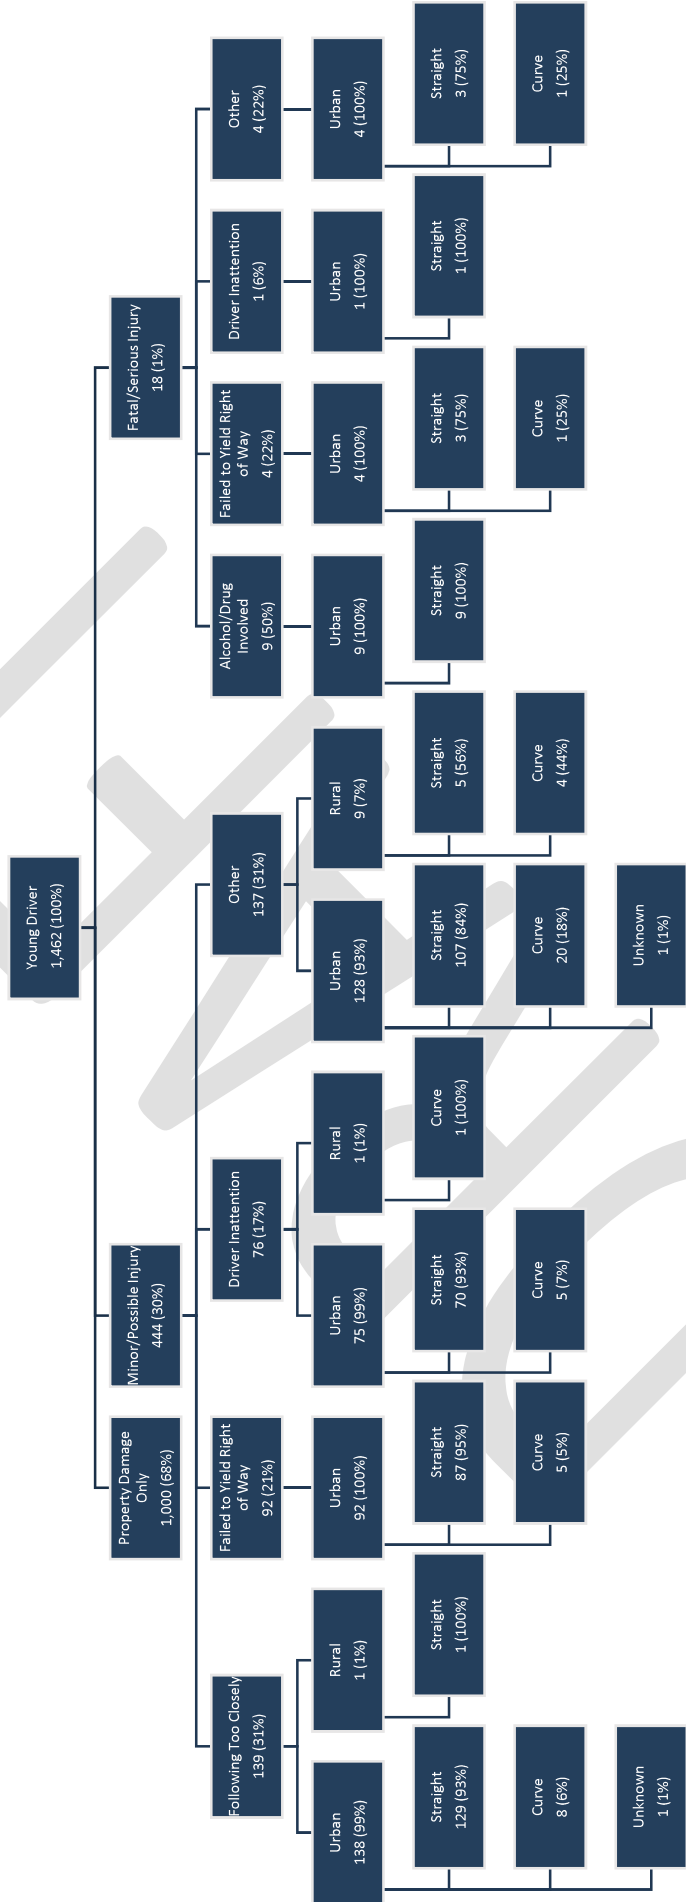 Young Driver
1,462 (100%)
Property Damage
Only
1,000 (68%)
Minor/Possible Injury
444 (30%)
Fatal/Serious Injury
18 (1%)
Following Too Closely
139 (31%)
Failed to Yield Right
of Way
92 (21%)
Driver Inattention
76 (17%)
Other
137 (31%)
Alcohol/Drug
Involved
9 (50%)
Failed to Yield Right
of Way
4 (22%)
Driver Inattention
1 (6%)
Other
4 (22%)
Urban
138 (99%)
Rural
1 (1%)
Urban
92 (100%)
Urban
75 (99%)
Rural
1 (1%)
Urban
128 (93%)
Rural
9 (7%)
Urban
9 (100%)
Urban
4 (100%)
Urban
1 (100%)
Urban
4 (100%)
Straight
129 (93%)
Straight
1 (100%)
Straight
87 (95%)
Straight
70 (93%)
Curve
1 (100%)
Straight
107 (84%)
Straight
5 (56%)
Straight
9 (100%)
Straight
3 (75%)
Straight
1 (100%)
Straight
3 (75%)
Curve
8 (6%)
Curve
5 (5%)
Curve
5 (7%)
Curve
20 (18%)
Curve
4 (44%)
Curve
1 (25%)
Curve
1 (25%)
Unknown
1 (1%)
Unknown
1 (1%)